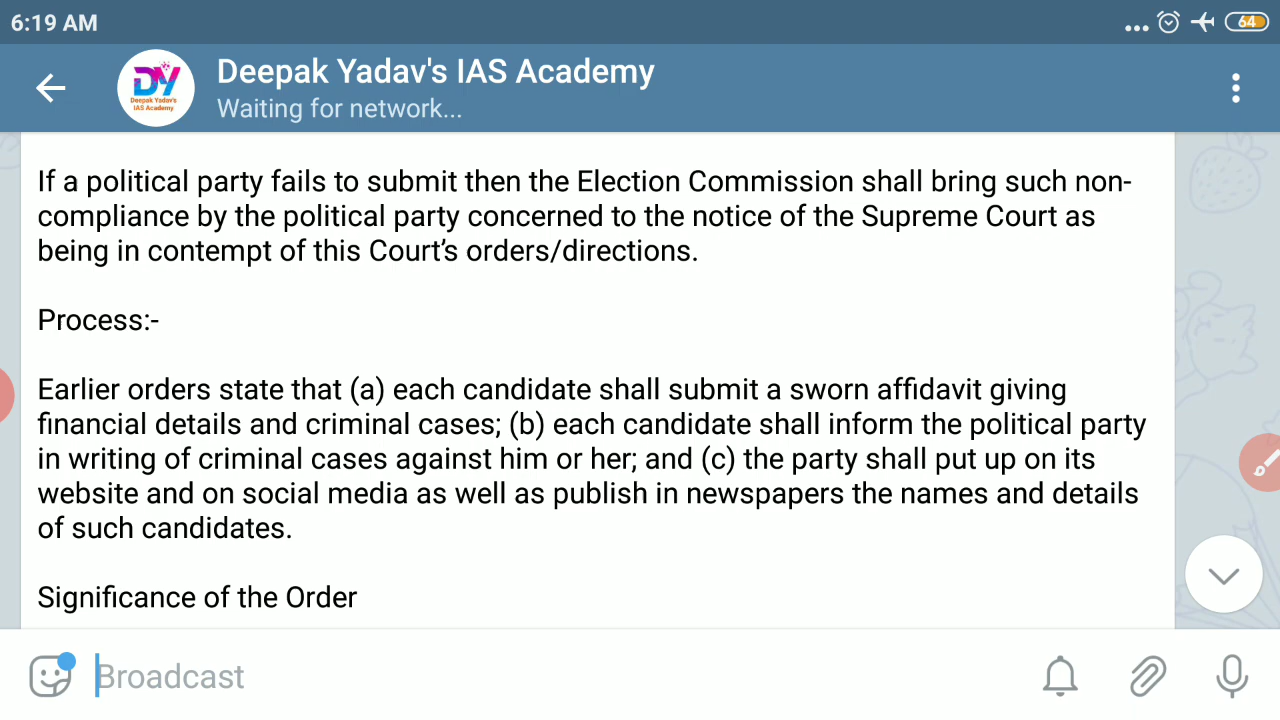 6:19 AM
64
DY
Deepak Yadav's
IAS Academy
Deepak Yadav's IAS Academy
Waiting for network...
If a political party fails to submit then the Election Commission shall bring such non-
compliance by the political party concerned to the notice of the Supreme Court as
being in contempt of this Court’s orders/directions.
Process:-
Earlier orders state that (a) each candidate shall submit a sworn affidavit giving
financial details and criminal cases; (b) each candidate shall inform the political party
in writing of criminal cases against him or her; and (c) the party shall put up on its
website and on social media as well as publish in newspapers the names and details
of such candidates.
Significance of the Order
Broadcast